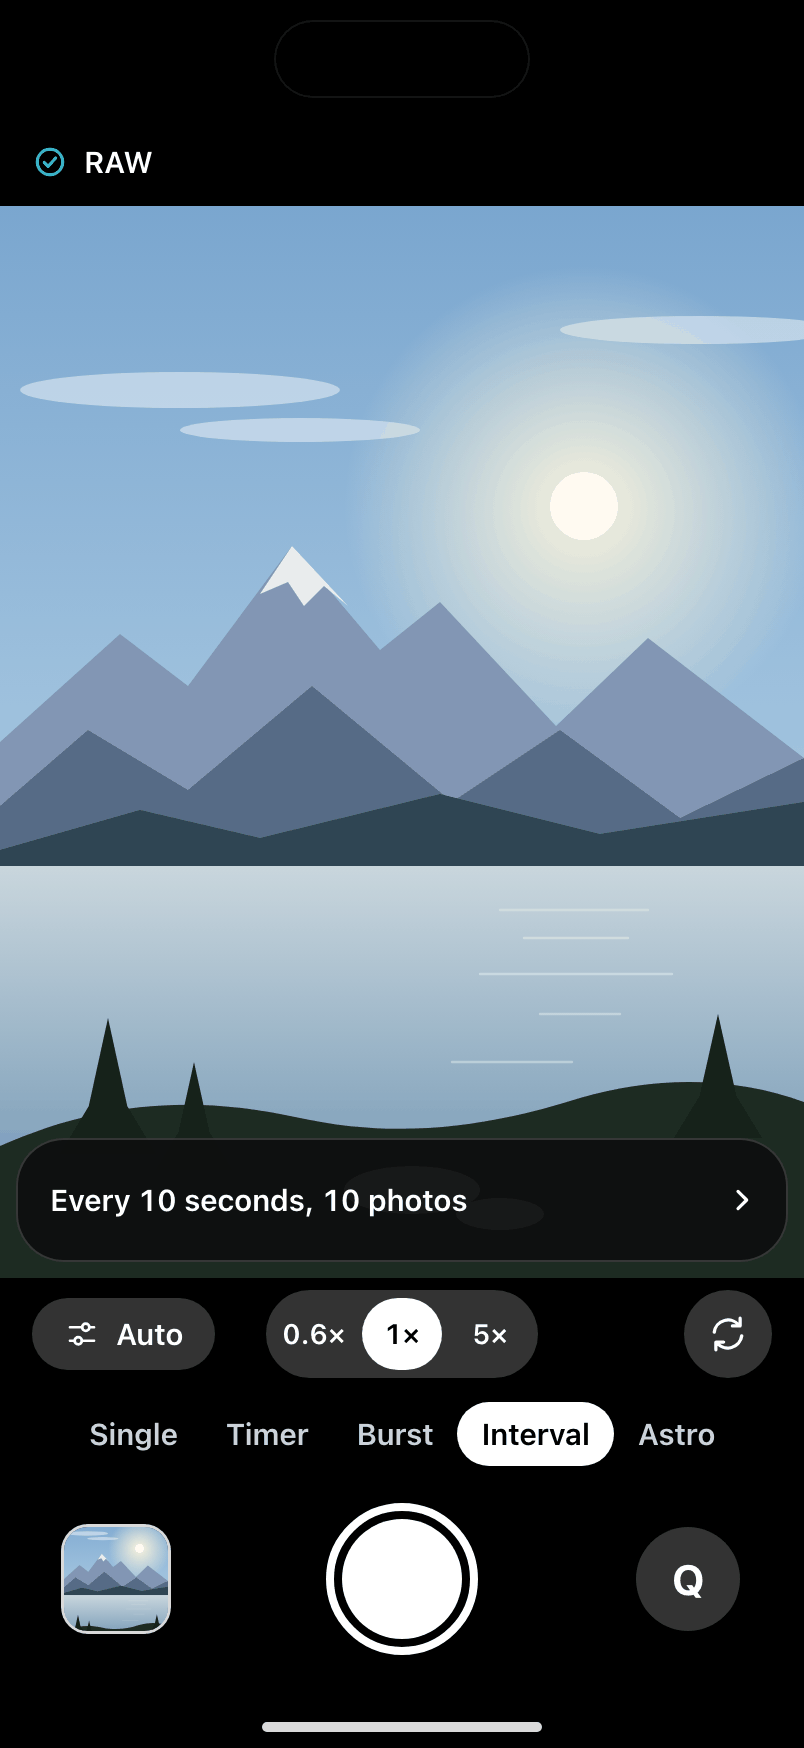 RAW
Every 10 seconds, 10 photos
Auto
0.6×
1×
5×
Single
Timer
Burst
Interval
Astro
Q